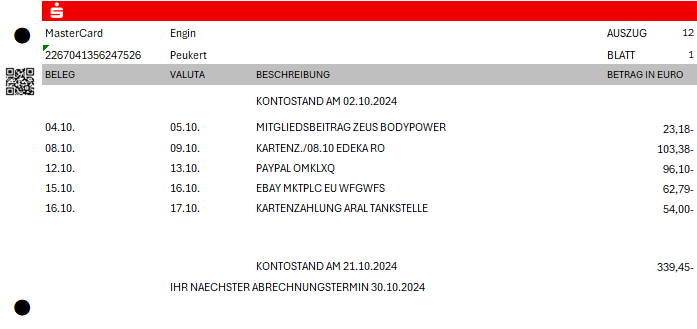 MasterCard Engin AUSZUG 12
2267041356247526 Peukert BLATT 1
BELEG VALUTA BESCHREIBUNG BETRAG IN EURO
KONTOSTAND AM 02.10.2024
04.10. 05.10. MITGLIEDSBEITRAG ZEUS BODYPOWER 23,18-
08.10. 09.10. KARTENZ./08.10 EDEKA RO 103,38-
12.10. 13.10. PAYPAL OMKLXQ 96,10-
15.10. 16.10. EBAY MKTPLC EU WFGWFS 62,79-
16.10. 17.10. KARTENZAHLUNG ARAL TANKSTELLE 54,00-
KONTOSTAND AM 21.10.2024 339,45-
IHR NAECHSTER ABRECHNUNGSTERMIN 30.10.2024